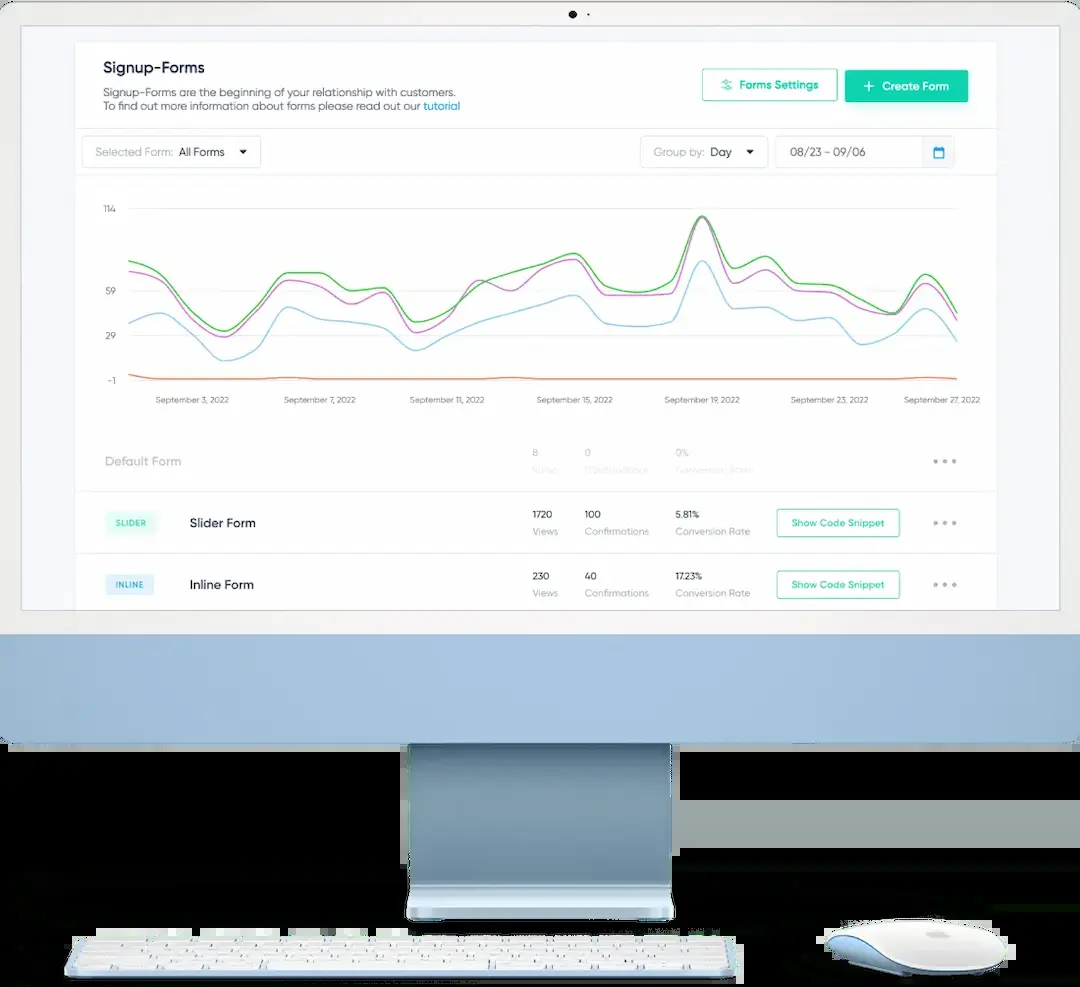 Signup-Forms
Signup-Forms are the beginning of your relationship with customers.
To find out more information about forms please read out our tutorial
Forms Settings
+ Create Form
Selected Form: All Forms
Group by: Day
08/23 - 09/06
114
59
29
-1
September 3, 2022
September 7, 2022
September 11, 2022
September 15, 2022
September 19, 2022
September 23, 2022
September 27, 2022
Default Form
8
0
0%
Views
Confirmations
Conversion Rate
SLIDER
Slider Form
1720
100
5.81%
Views
Confirmations
Conversion Rate
Show Code Snippet
INLINE
Inline Form
230
40
17.23%
Views
Confirmations
Conversion Rate
Show Code Snippet